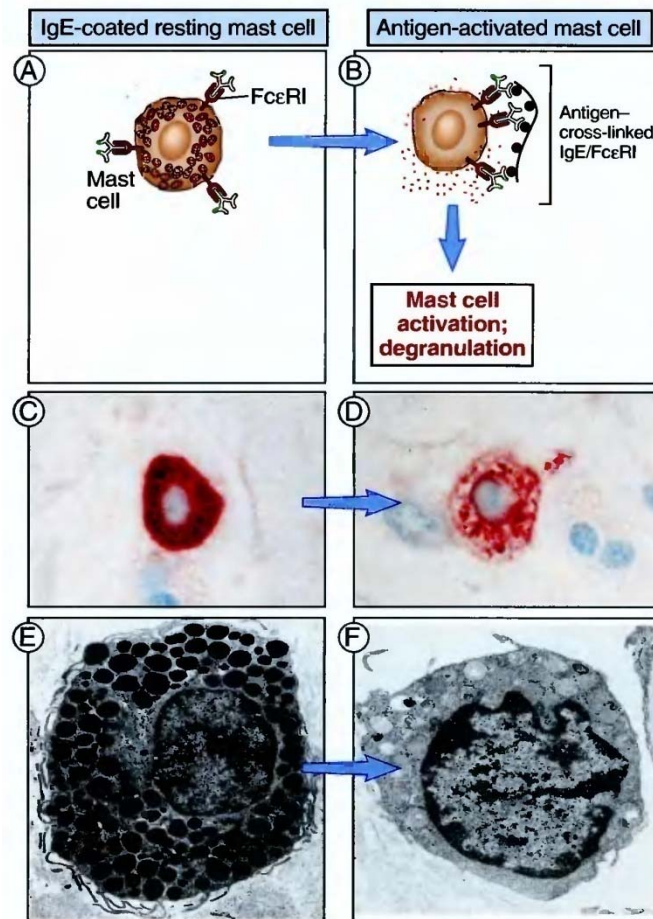 IgE-coated resting mast cell
Antigen-activated mast cell
A
FcεRI
Mast
cell
B
Antigen–
cross-linked
IgE/FcεRI
Mast cell
activation;
degranulation
C
D
E
F